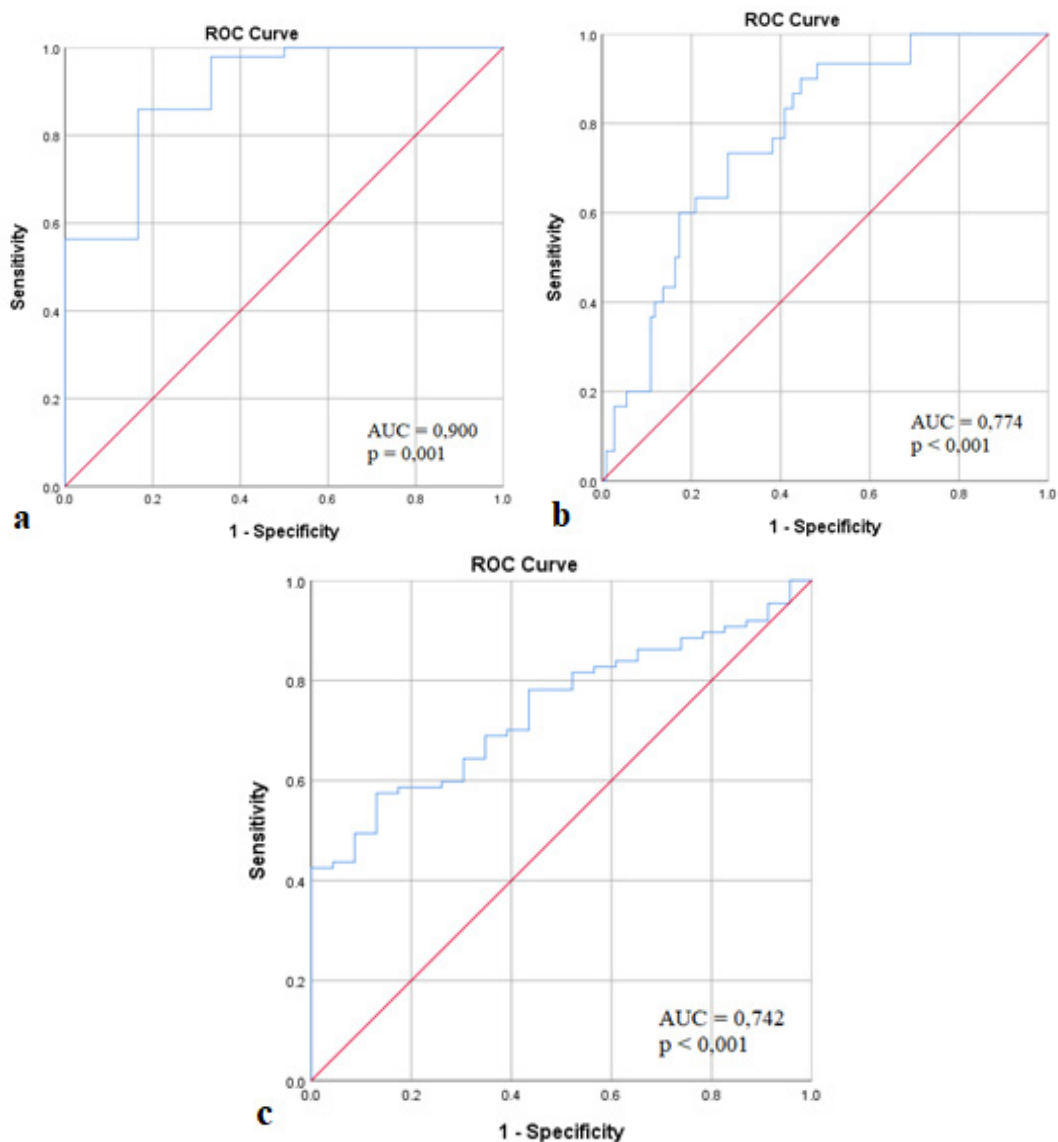 ROC Curve
1.0
0.8
0.6
0.4
0.2
0.0
Sensitivity
AUC = 0,900
p = 0,001
0.0 0.2 0.4 0.6 0.8 1.0
1 - Specificity
a
ROC Curve
1.0
0.8
0.6
0.4
0.2
0.0
Sensitivity
AUC = 0,774
p < 0,001
0.0 0.2 0.4 0.6 0.8 1.0
1 - Specificity
b
ROC Curve
1.0
0.8
0.6
0.4
0.2
0.0
Sensitivity
AUC = 0,742
p < 0,001
0.0 0.2 0.4 0.6 0.8 1.0
1 - Specificity
c